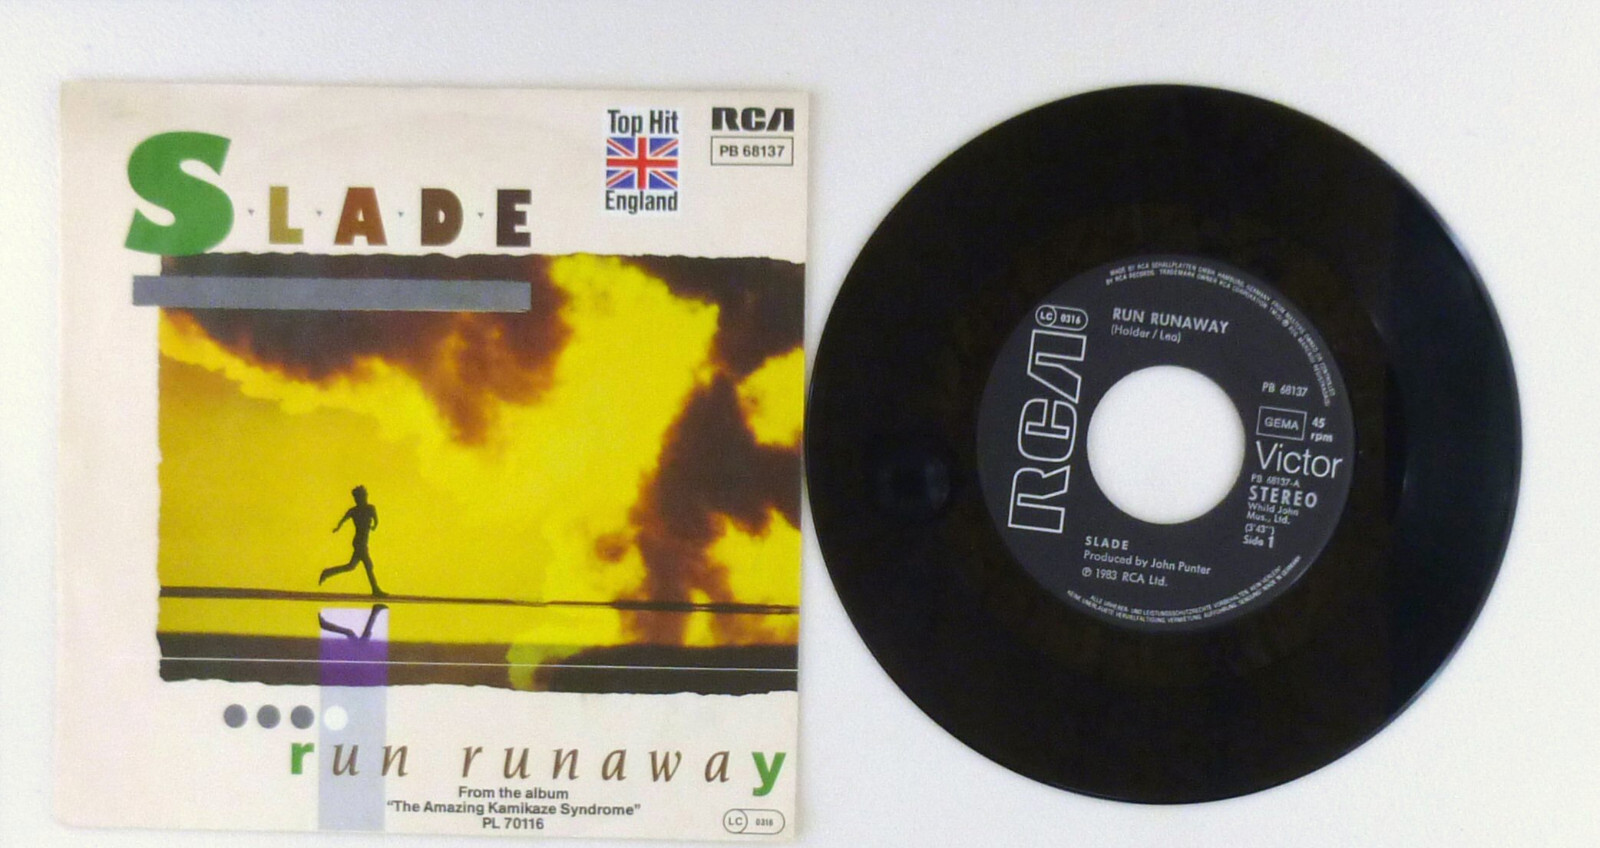 SLADE
Top Hit
England
RCA
PB 68137
run runaway
From the album
"The Amazing Kamikaze Syndrome"
PL 70116
LC 0316
RCA
LC 0316
RUN RUNAWAY
(Holder / Lea)
PB 68137
GEMA
45
rpm
Victor
PB 68137-A
STEREO
Whild John
Mus., Ltd.
(3'43")
Side 1
SLADE
Produced by John Punter
℗ 1983 RCA Ltd.